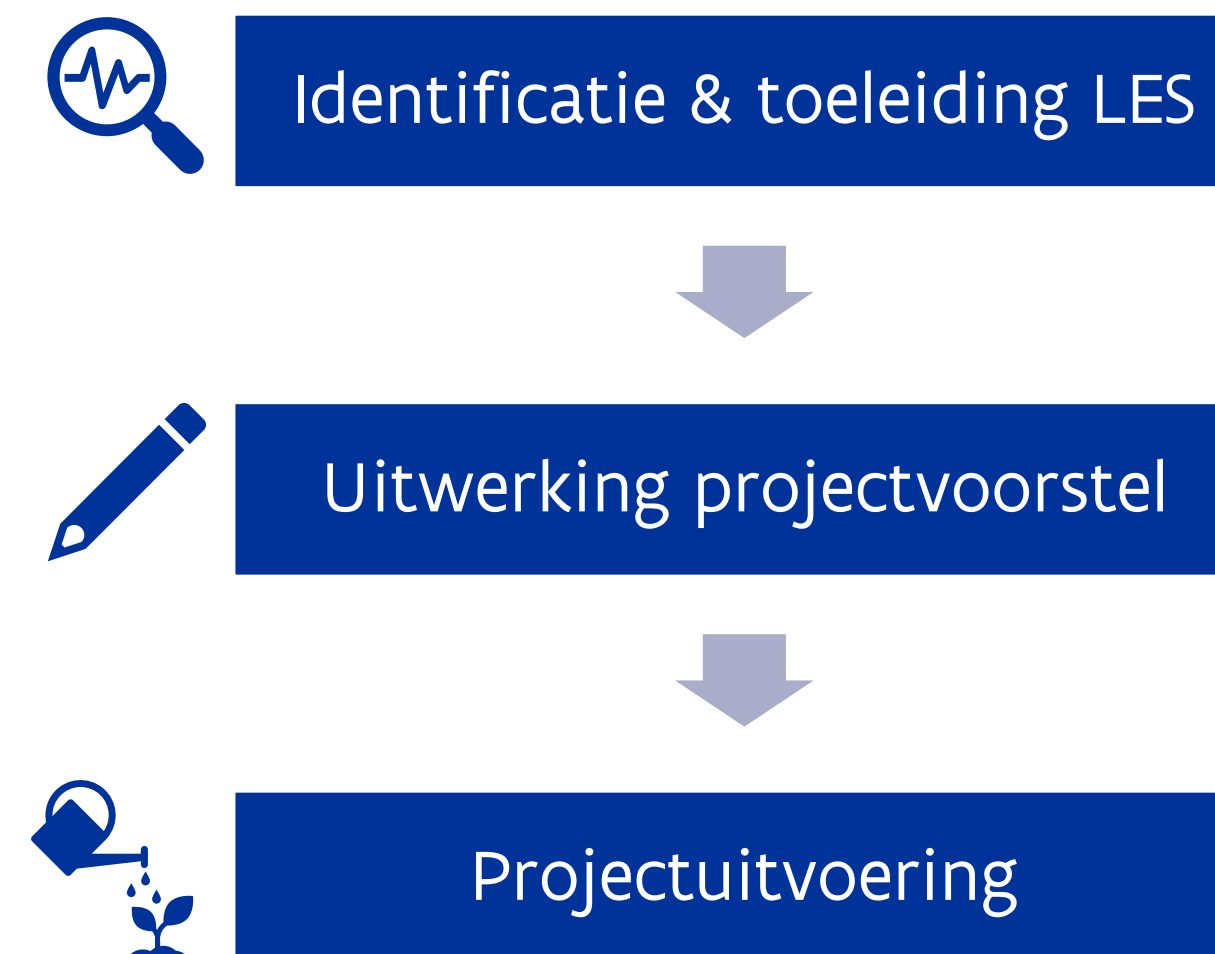 Identificatie & toeleiding LES
Uitwerking projectvoorstel
Projectuitvoering